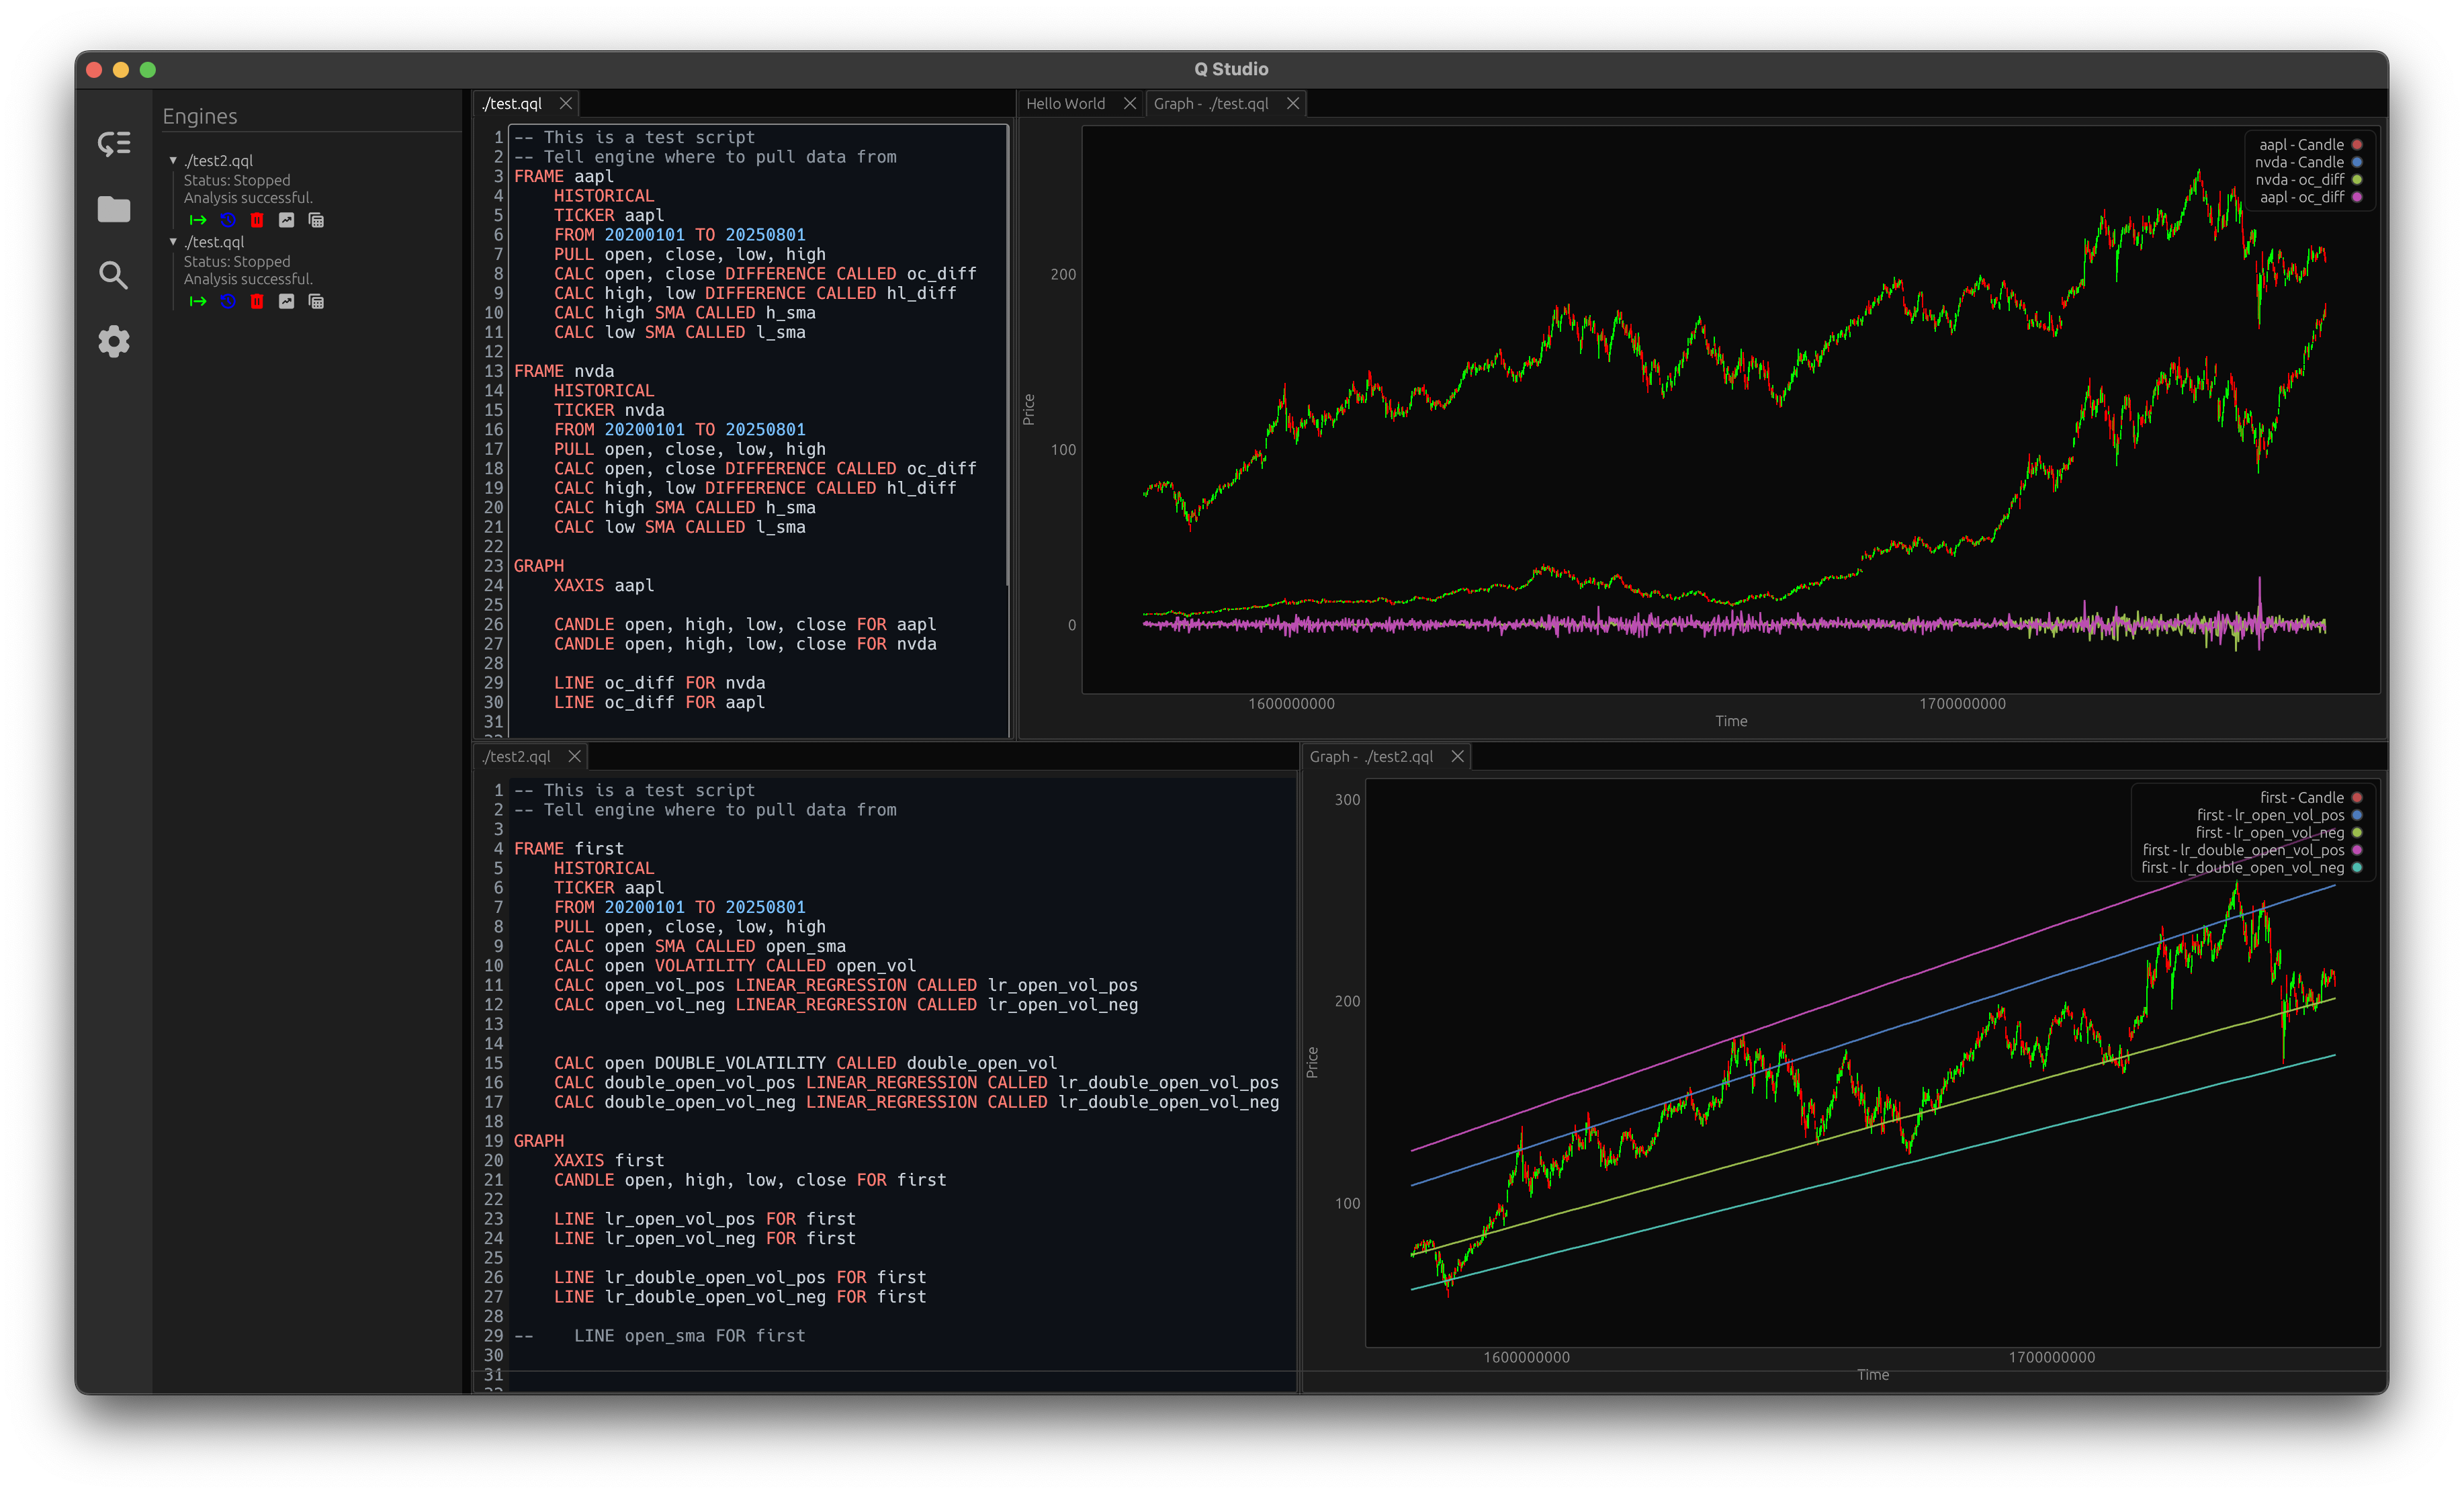 Q Studio
Engines
./test2.qql
Status: Stopped
Analysis successful.
./test.qql
Status: Stopped
Analysis successful.
./test.qql
1 -- This is a test script
2 -- Tell engine where to pull data from
3 FRAME aapl
4 HISTORICAL
5 TICKER aapl
6 FROM 20200101 TO 20250801
7 PULL open, close, low, high
8 CALC open, close DIFFERENCE CALLED oc_diff
9 CALC high, low DIFFERENCE CALLED hl_diff
10 CALC high SMA CALLED h_sma
11 CALC low SMA CALLED l_sma
12
13 FRAME nvda
14 HISTORICAL
15 TICKER nvda
16 FROM 20200101 TO 20250801
17 PULL open, close, low, high
18 CALC open, close DIFFERENCE CALLED oc_diff
19 CALC high, low DIFFERENCE CALLED hl_diff
20 CALC high SMA CALLED h_sma
21 CALC low SMA CALLED l_sma
22
23 GRAPH
24 XAXIS aapl
25
26 CANDLE open, high, low, close FOR aapl
27 CANDLE open, high, low, close FOR nvda
28
29 LINE oc_diff FOR nvda
30 LINE oc_diff FOR aapl
31
Hello World
Graph - ./test.qql
aapl - Candle
nvda - Candle
nvda - oc_diff
aapl - oc_diff
200
100
0
Price
1600000000
1700000000
Time
./test2.qql
1 -- This is a test script
2 -- Tell engine where to pull data from
3
4 FRAME first
5 HISTORICAL
6 TICKER aapl
7 FROM 20200101 TO 20250801
8 PULL open, close, low, high
9 CALC open SMA CALLED open_sma
10 CALC open VOLATILITY CALLED open_vol
11 CALC open_vol_pos LINEAR_REGRESSION CALLED lr_open_vol_pos
12 CALC open_vol_neg LINEAR_REGRESSION CALLED lr_open_vol_neg
13
14
15 CALC open DOUBLE_VOLATILITY CALLED double_open_vol
16 CALC double_open_vol_pos LINEAR_REGRESSION CALLED lr_double_open_vol_pos
17 CALC double_open_vol_neg LINEAR_REGRESSION CALLED lr_double_open_vol_neg
18
19 GRAPH
20 XAXIS first
21 CANDLE open, high, low, close FOR first
22
23 LINE lr_open_vol_pos FOR first
24 LINE lr_open_vol_neg FOR first
25
26 LINE lr_double_open_vol_pos FOR first
27 LINE lr_double_open_vol_neg FOR first
28
29 -- LINE open_sma FOR first
30
31
Graph - ./test2.qql
first - Candle
first - lr_open_vol_pos
first - lr_open_vol_neg
first - lr_double_open_vol_pos
first - lr_double_open_vol_neg
300
200
100
Price
1600000000
1700000000
Time